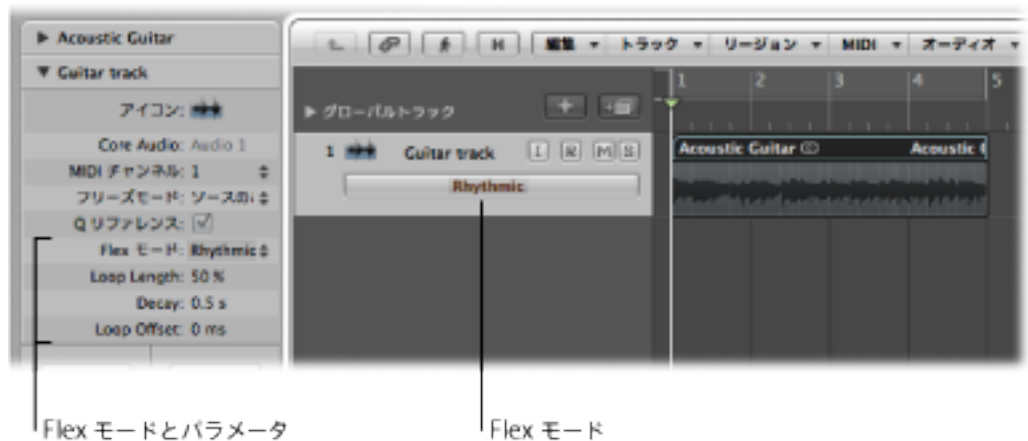 ▶ Acoustic Guitar
▼ Guitar track
アイコン:
Core Audio: Audio 1
MIDI チャンネル: 1
フリーズモード: ソースの
Q リファレンス:
Flex モード: Rhythmic
Loop Length: 50 %
Decay: 0.5 s
Loop Offset: 0 ms
H 編集 トラック リージョン MIDI オーディオ
1 2 3 4 5
▶ グローバルトラック
1 Guitar track I R M S
Rhythmic
Acoustic Guitar Acoustic
Flex モードとパラメータ
Flex モード